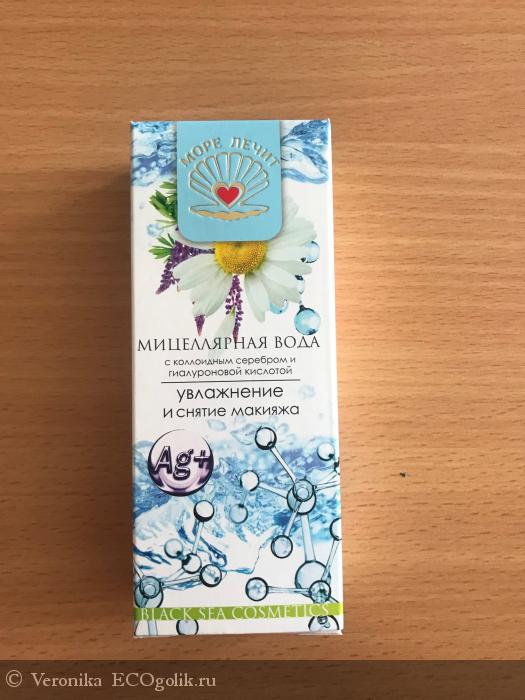 МОРЕ ЛЕЧИТ
МИЦЕЛЛЯРНАЯ ВОДА
С КОЛЛОИДНЫМ СЕРЕБРОМ И
ГИАЛУРОНОВОЙ КИСЛОТОЙ
УВЛАЖНЕНИЕ
И СНЯТИЕ МАКИЯЖА
Ag+
BLACK SEA COSMETICS
© Veronika ECOgolik.ru